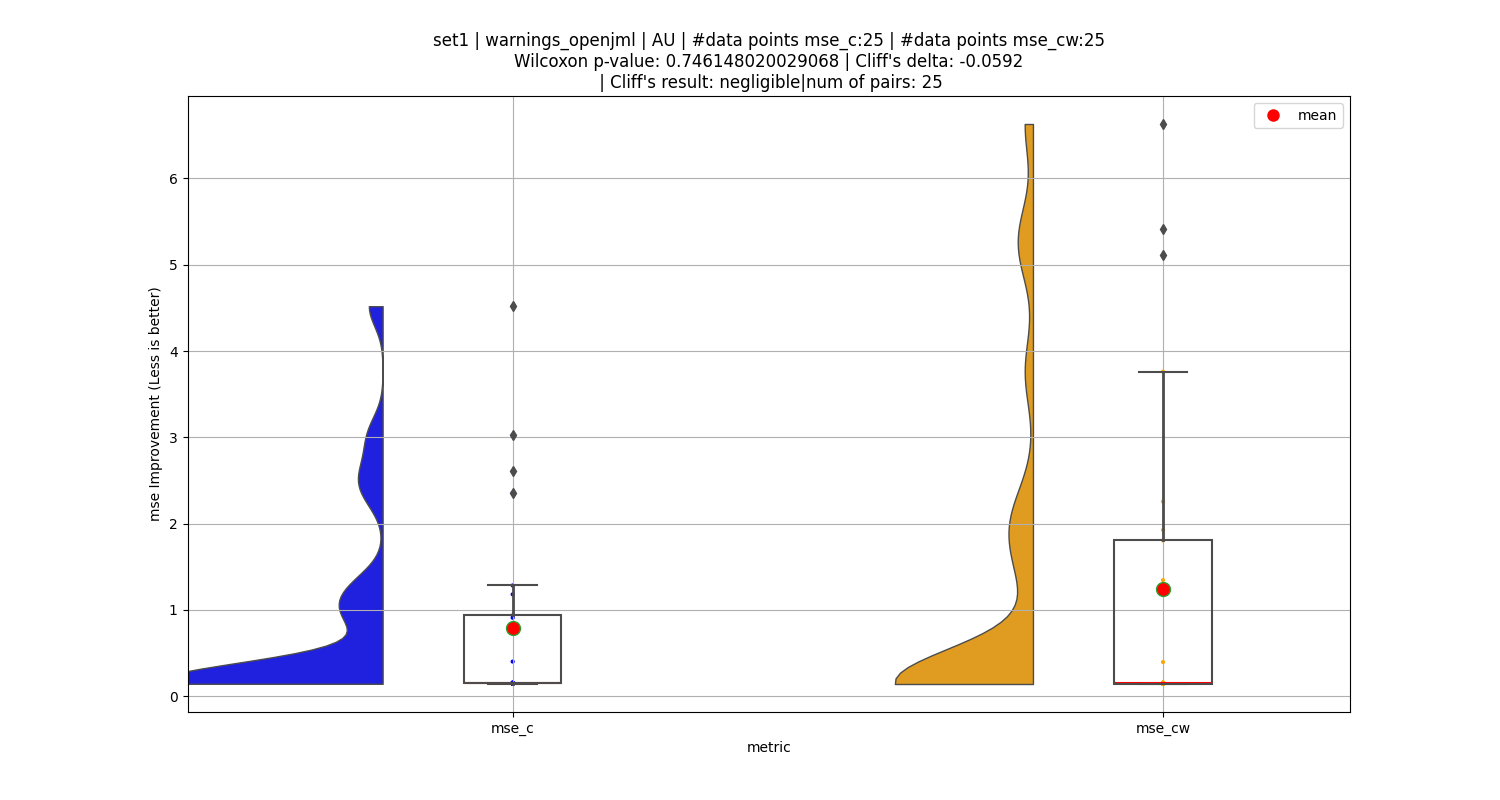 set1 | warnings_openjml | AU | #data points mse_c:25 | #data points mse_cw:25
Wilcoxon p-value: 0.746148020029068 | Cliff's delta: -0.0592
| Cliff's result: negligible|num of pairs: 25
mean
mse Improvement (Less is better)
6
5
4
3
2
1
0
mse_c
mse_cw
metric